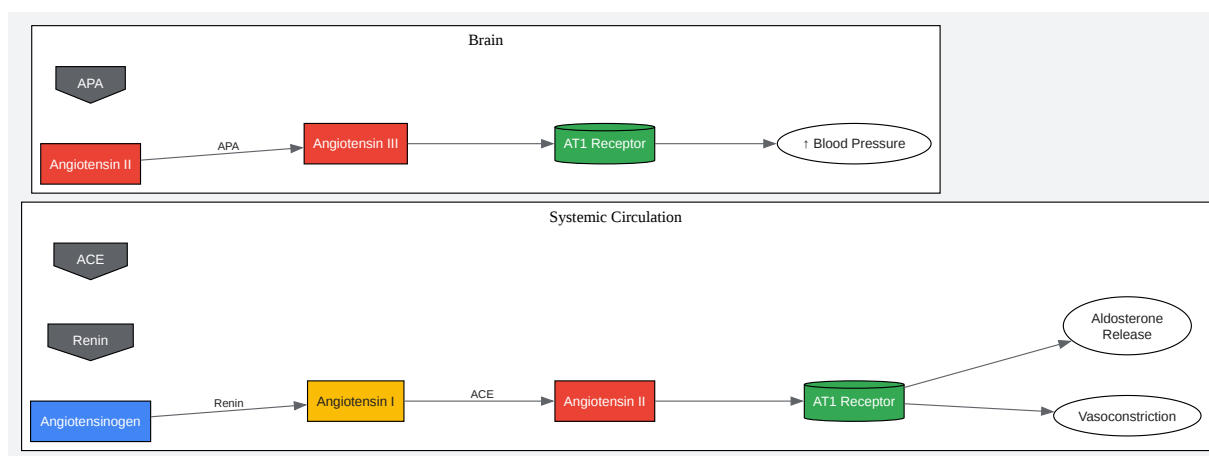 Brain
APA
Angiotensin II
APA
Angiotensin III
AT1 Receptor
↑ Blood Pressure
Systemic Circulation
ACE
Renin
Angiotensinogen
Renin
Angiotensin I
ACE
Angiotensin II
AT1 Receptor
Aldosterone
Release
Vasoconstriction